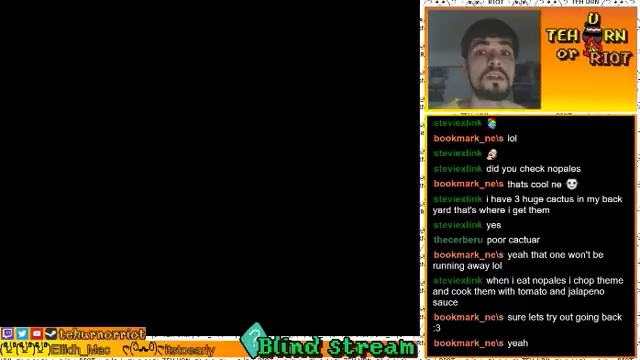 TEH URN
or RIOT
steviexlink
bookmark_ne\s lol
steviexlink
steviexlink did you check nopales
bookmark_ne\s thats cool ne
steviexlink i have 3 huge cactus in my back
yard that's where i get them
steviexlink yes
thecerberu poor cactuar
bookmark_ne\s yeah that one won't be
running away lol
steviexlink when i eat nopales i chop theme
and cook them with tomato and jalapeno
sauce
bookmark_ne\s sure lets try out going back
:3
bookmark_ne\s yeah
tehurnorriot
Blind Stream